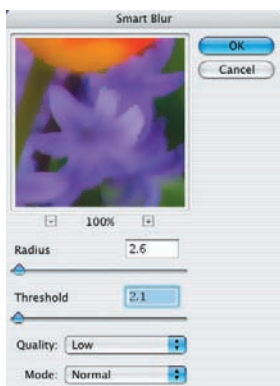 Smart Blur
OK
Cancel
100%
Radius 2.6
Threshold 2.1
Quality: Low
Mode: Normal